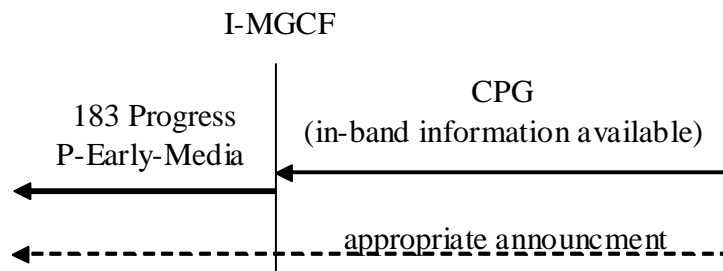 I-MGCF
183 Progress
P-Early-Media
CPG
(in-band information available)
appropriate announcment